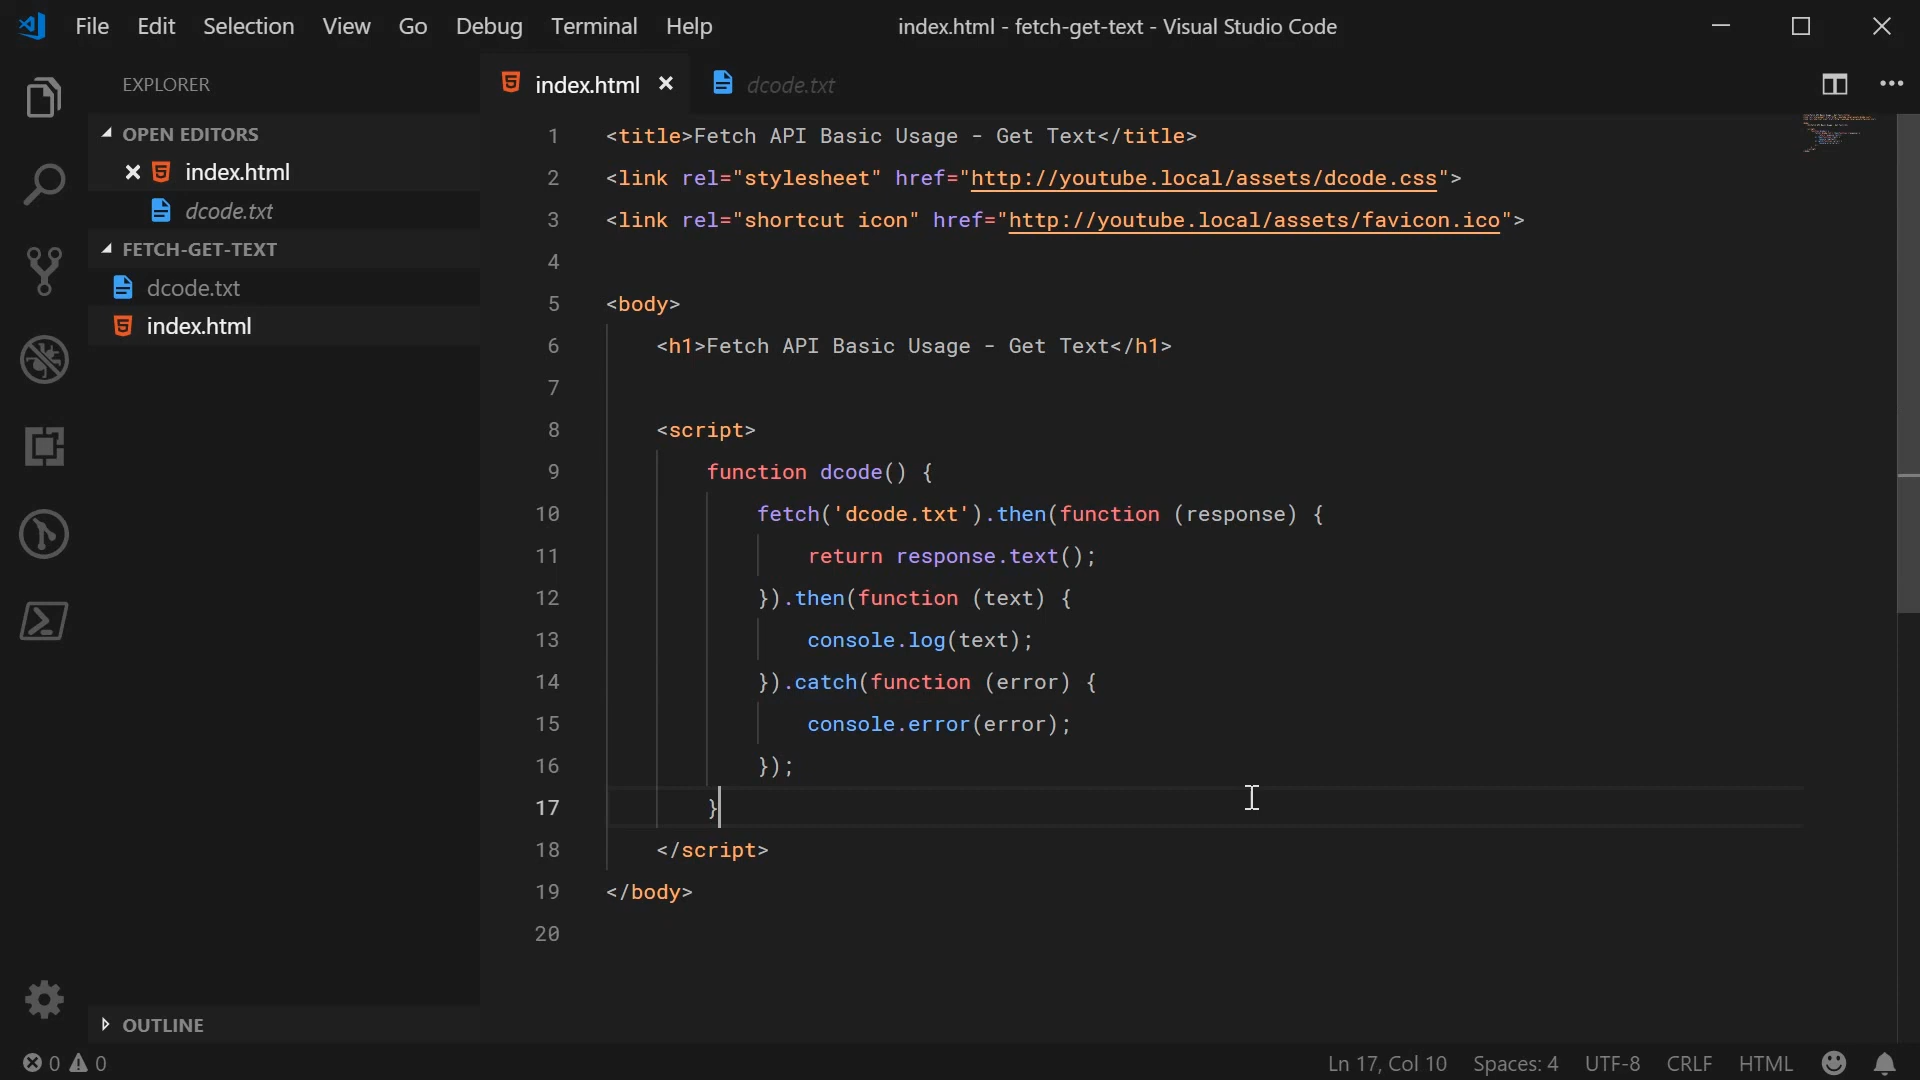 File Edit Selection View Go Debug Terminal Help
index.html - fetch-get-text - Visual Studio Code
EXPLORER
OPEN EDITORS
index.html
dcode.txt
FETCH-GET-TEXT
dcode.txt
index.html
OUTLINE
index.html
dcode.txt
1 <title>Fetch API Basic Usage - Get Text</title>
2 <link rel="stylesheet" href="http://youtube.local/assets/dcode.css">
3 <link rel="shortcut icon" href="http://youtube.local/assets/favicon.ico">
4
5 <body>
6 <h1>Fetch API Basic Usage - Get Text</h1>
7
8 <script>
9 function dcode() {
10 fetch('dcode.txt').then(function (response) {
11 return response.text();
12 }).then(function (text) {
13 console.log(text);
14 }).catch(function (error) {
15 console.error(error);
16 });
17 }
18 </script>
19 </body>
20
0 0
Ln 17, Col 10 Spaces: 4 UTF-8 CRLF HTML